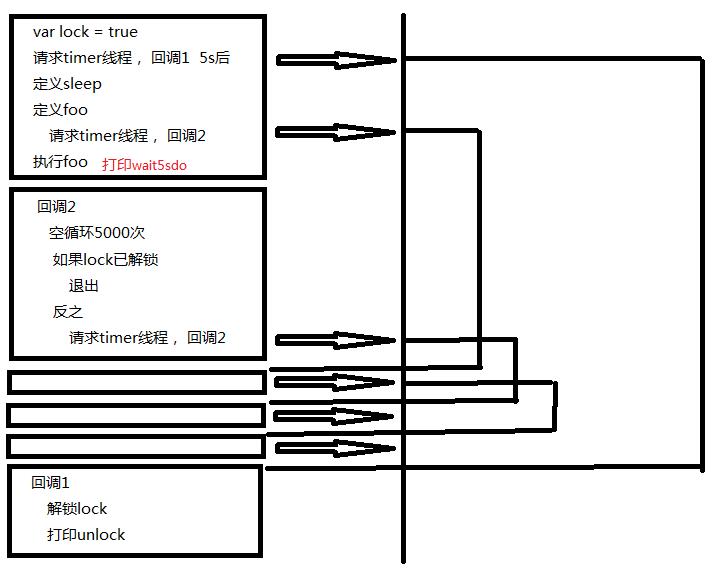 var lock = true
请求timer线程 ，回调1  5s后
定义sleep
定义foo
请求timer线程 ，回调2
执行foo 打印wait5sdo
回调2
空循环5000次
如果lock已解锁
退出
反之
请求timer线程 ，回调2
回调1
解锁lock
打印unlock